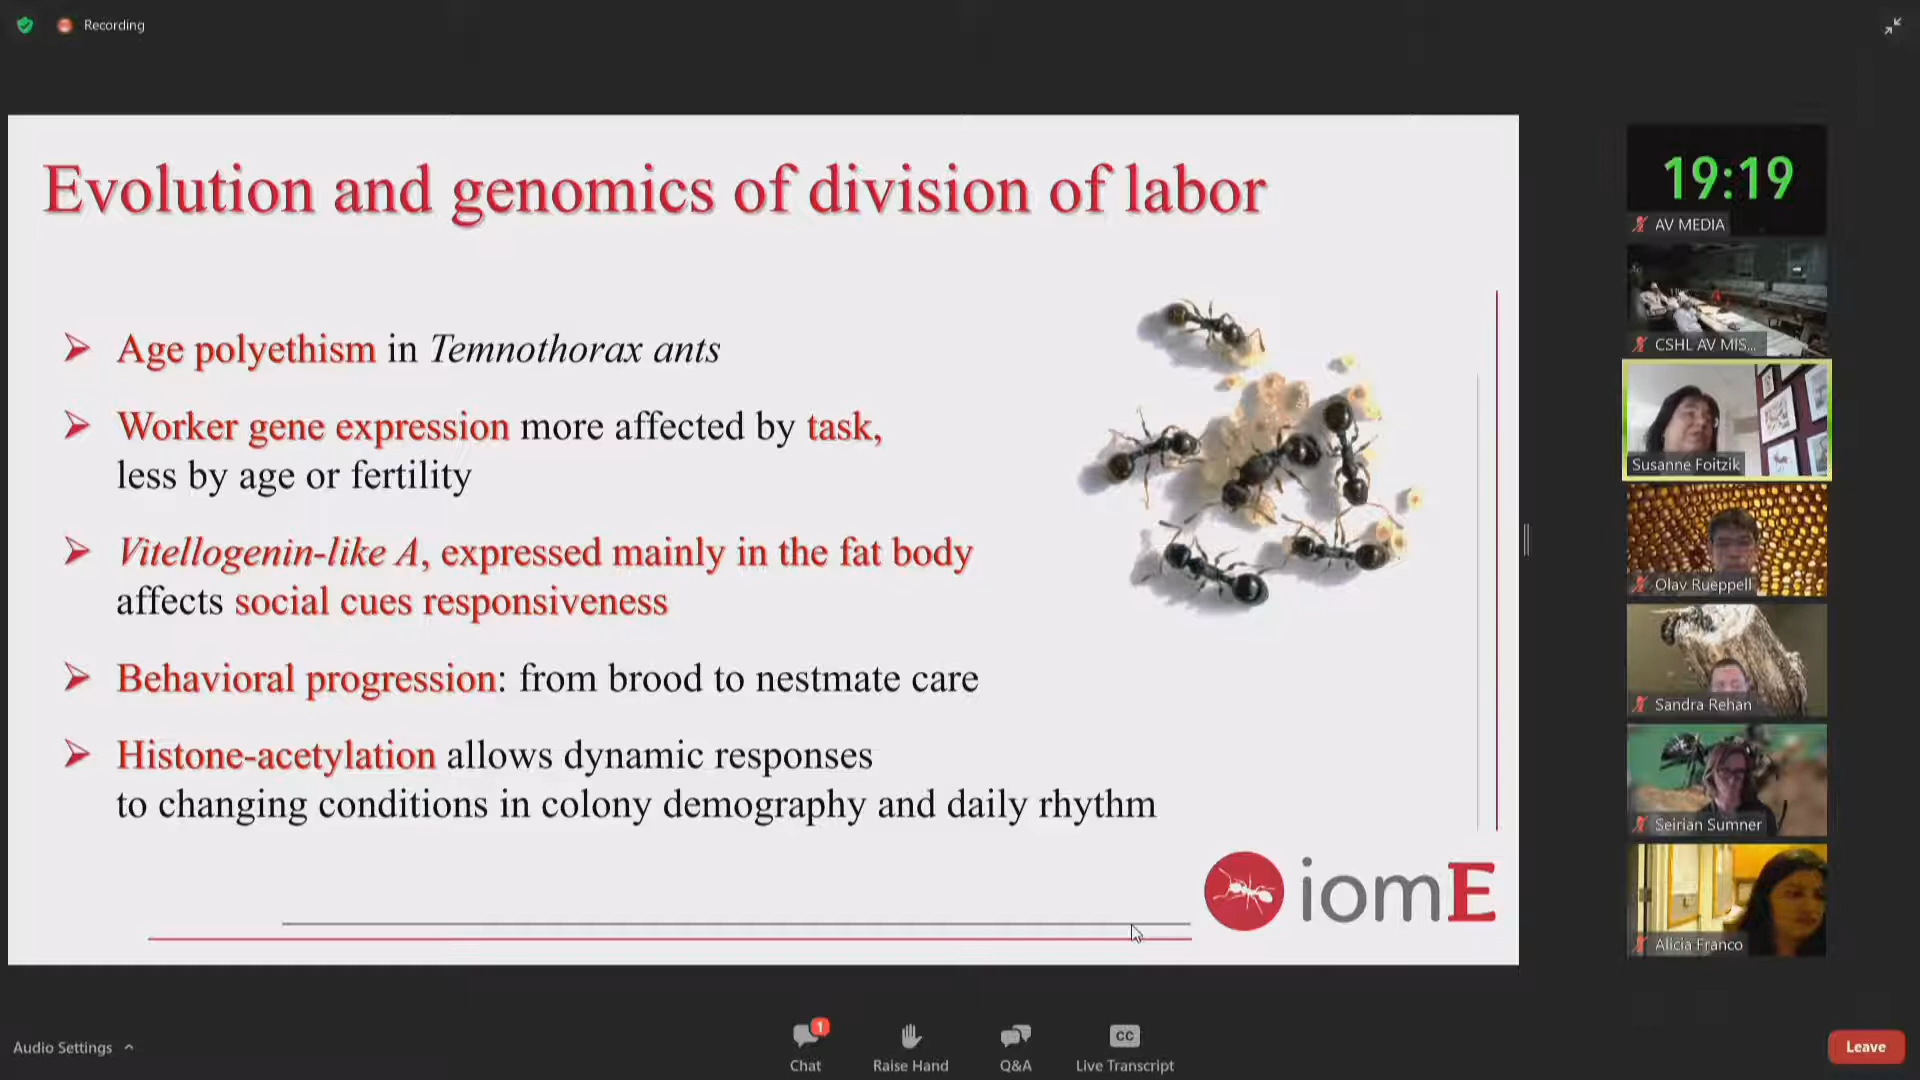 Recording
Evolution and genomics of division of labor
Age polyethism in Temnothorax ants
Worker gene expression more affected by task,
less by age or fertility
Vitellogenin-like A, expressed mainly in the fat body
affects social cues responsiveness
Behavioral progression: from brood to nestmate care
Histone-acetylation allows dynamic responses
to changing conditions in colony demography and daily rhythm
iomE
19:19
AV MEDIA
CSHL AV MIS...
Susanne Foitzik
Olav Rueppell
Sandra Rehan
Seirian Sumner
Alicia Franco
Audio Settings
1
Chat
Raise Hand
Q&A
CC
Live Transcript
Leave